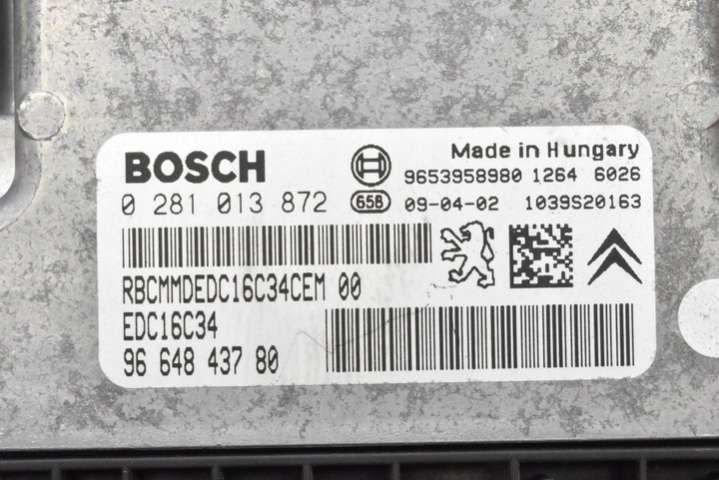 BOSCH
Made in Hungary
9653958980 1264 6026
0 281 013 872
658 09-04-02 1039S20163
RBCMMDEDC16C34CEM 00
EDC16C34
96 648 437 80